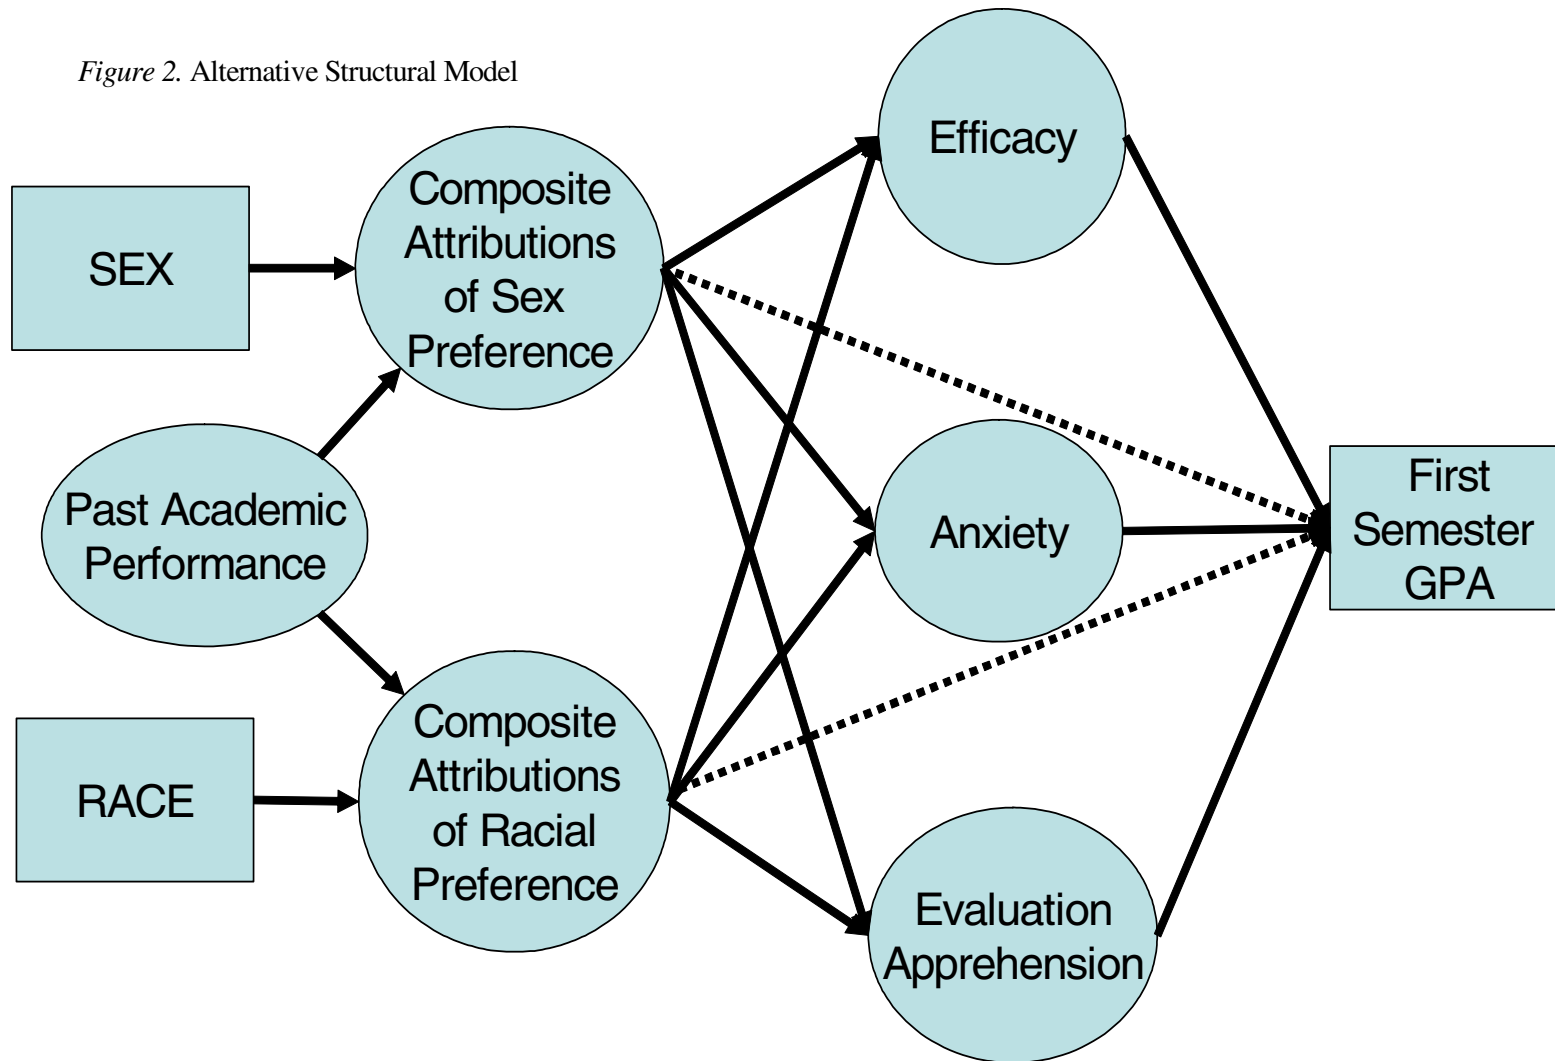 Figure 2. Alternative Structural Model
SEX
Composite
Attributions
of Sex
Preference
Past Academic
Performance
RACE
Composite
Attributions
of Racial
Preference
Efficacy
Anxiety
Evaluation
Apprehension
First
Semester
GPA